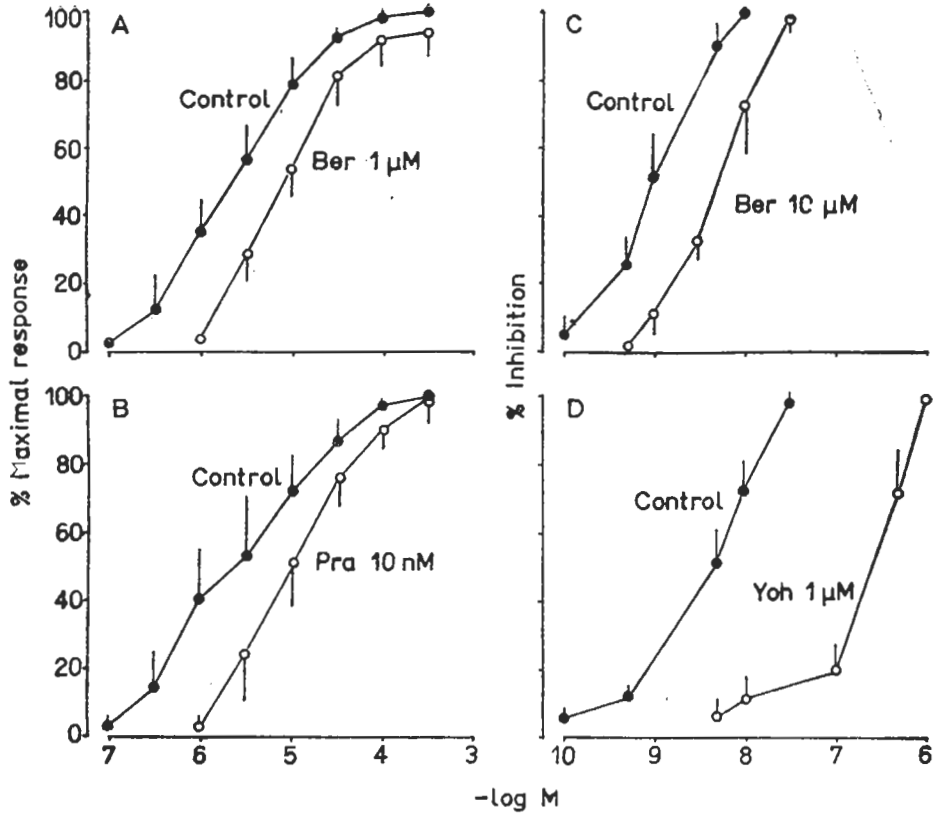 A
100
80
60
40
20
0
Control
Ber 1 µM
C
Control
Ber 10 µM
% Maximal response
% Inhibition
B
100
80
60
40
20
0
Control
Pra 10 nM
7 6 5 4 3
D
Control
Yoh 1 µM
10 9 8 7 6
-log M